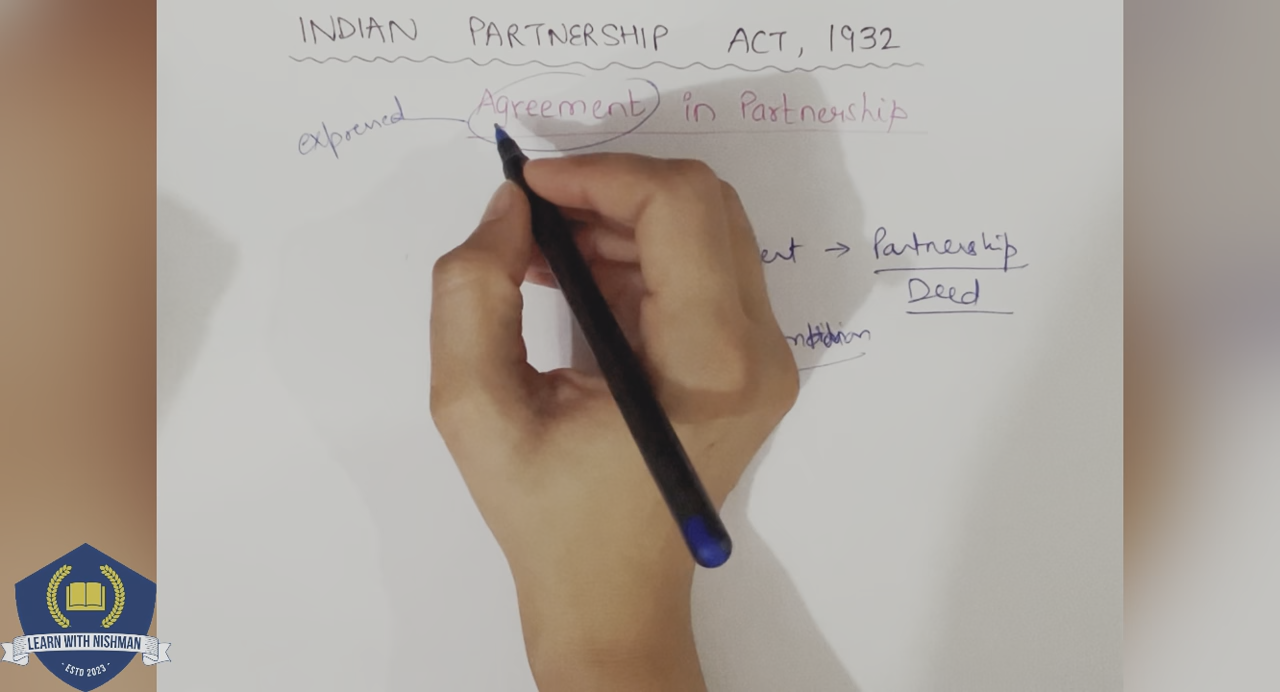 INDIAN PARTNERSHIP ACT, 1932
Agreement in Partnership
expressed
→ Partnership
Deed
LEARN WITH NISHMAN
- ESTD 2023 -